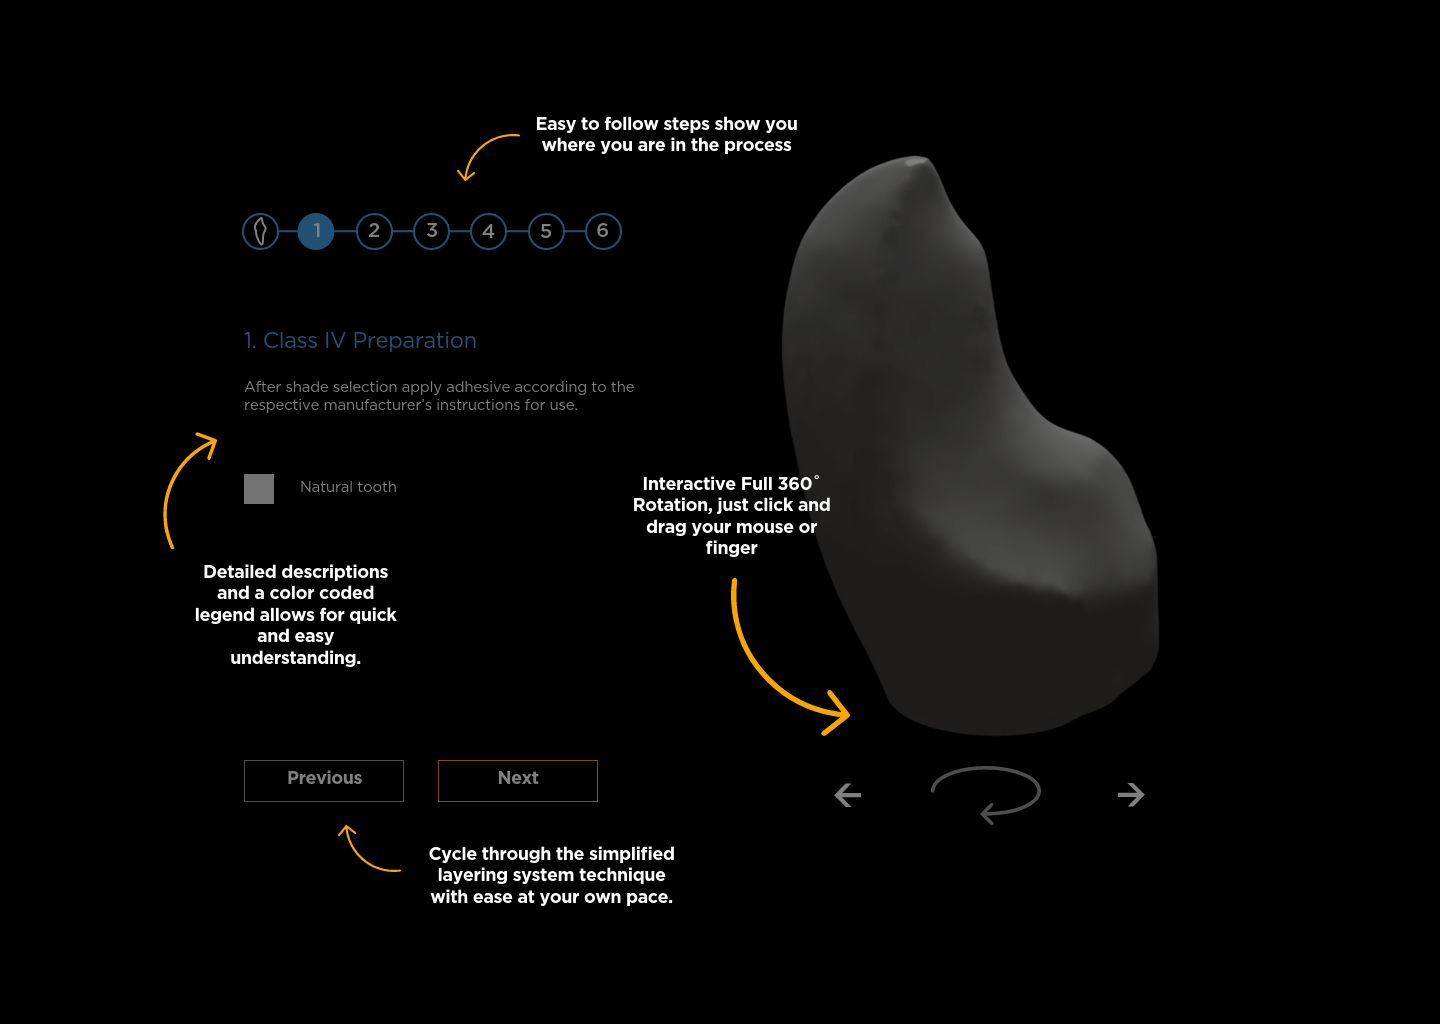 Easy to follow steps show you
where you are in the process
1 2 3 4 5 6
1. Class IV Preparation
After shade selection apply adhesive according to the
respective manufacturer’s instructions for use.
Natural tooth
Interactive Full 360°
Rotation, just click and
drag your mouse or
finger
Detailed descriptions
and a color coded
legend allows for quick
and easy
understanding.
Previous
Next
Cycle through the simplified
layering system technique
with ease at your own pace.